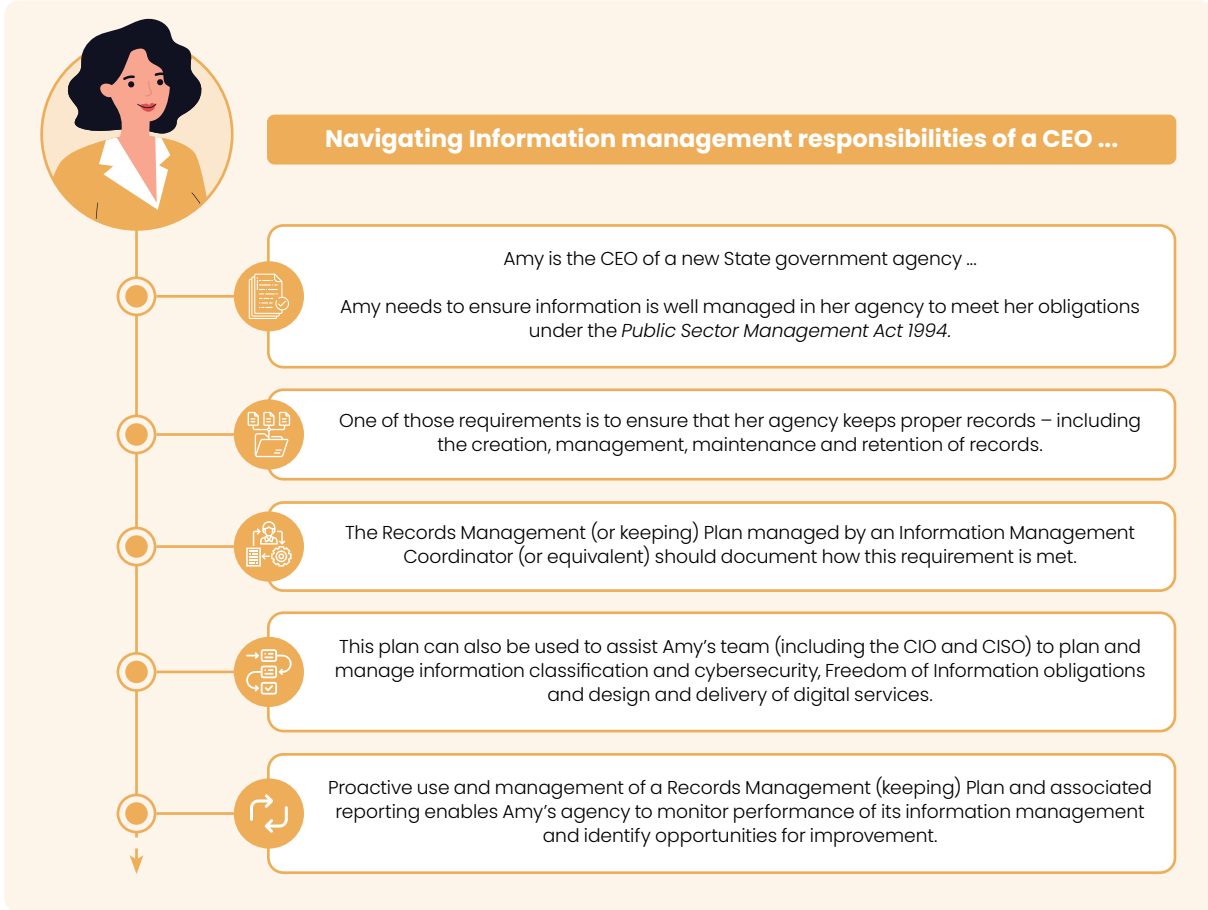 Navigating Information management responsibilities of a CEO ...
Amy is the CEO of a new State government agency ...
Amy needs to ensure information is well managed in her agency to meet her obligations
under the Public Sector Management Act 1994.
One of those requirements is to ensure that her agency keeps proper records – including
the creation, management, maintenance and retention of records.
The Records Management (or keeping) Plan managed by an Information Management
Coordinator (or equivalent) should document how this requirement is met.
This plan can also be used to assist Amy's team (including the CIO and CISO) to plan and
manage information classification and cybersecurity, Freedom of Information obligations
and design and delivery of digital services.
Proactive use and management of a Records Management (keeping) Plan and associated
reporting enables Amy's agency to monitor performance of its information management
and identify opportunities for improvement.